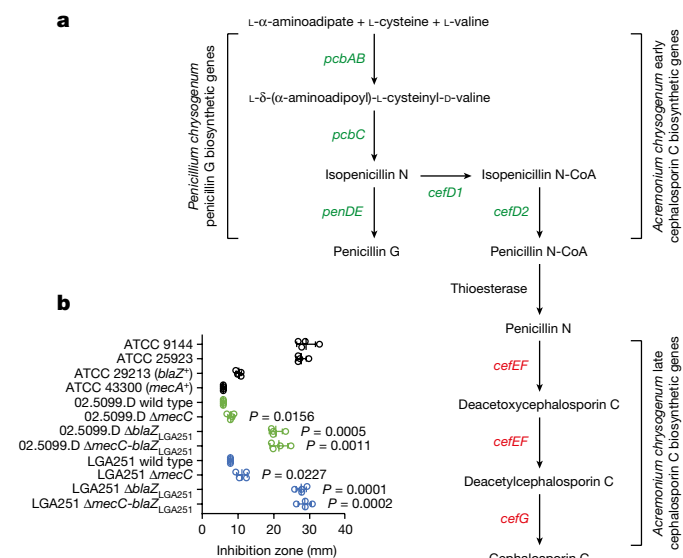 a
L-α-aminoadipate + L-cysteine + L-valine
pcbAB
L-δ-(α-aminoadipoyl)-L-cysteinyl-D-valine
pcbC
Isopenicillin N
Isopenicillin N-CoA
cefD1
penDE
cefD2
Penicillin G
Penicillin N-CoA
Penicillium chrysogenum
penicillin G biosynthetic genes
Acremonium chrysogenum early
cephalosporin C biosynthetic genes
Thioesterase
Penicillin N
cefEF
Deacetoxycephalosporin C
cefEF
Deacetylcephalosporin C
cefG
Cephalosporin C
Acremonium chrysogenum late
cephalosporin C biosynthetic genes
b
ATCC 9144
ATCC 25923
ATCC 29213 (blaZ+)
ATCC 43300 (mecA+)
02.5099.D wild type
02.5099.D ΔmecC P = 0.0156
02.5099.D ΔblaZLGA251 P = 0.0005
02.5099.D ΔmecC-blaZLGA251 P = 0.0011
LGA251 wild type
LGA251 ΔmecC P = 0.0227
LGA251 ΔblaZLGA251 P = 0.0001
LGA251 ΔmecC-blaZLGA251 P = 0.0002
0 10 20 30 40
Inhibition zone (mm)